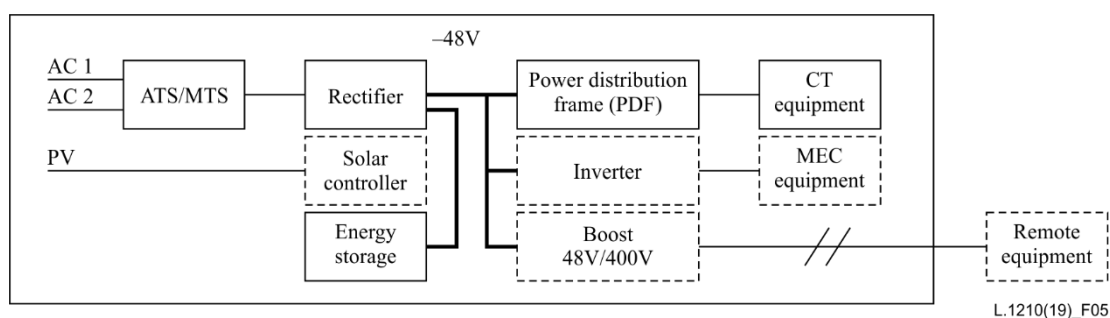 –48V
AC 1
AC 2
ATS/MTS
Rectifier
Power distribution
frame (PDF)
CT
equipment
PV
Solar
controller
Inverter
MEC
equipment
Energy
storage
Boost
48V/400V
Remote
equipment
L.1210(19)_F05